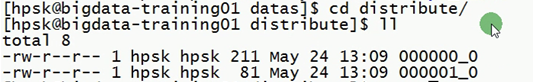 [hpsk@bigdata-training01 datas]$ cd distribute/
[hpsk@bigdata-training01 distribute]$ ll
total 8
-rw-r--r-- 1 hpsk hpsk 211 May 24 13:09 000000_0
-rw-r--r-- 1 hpsk hpsk  81 May 24 13:09 000001_0